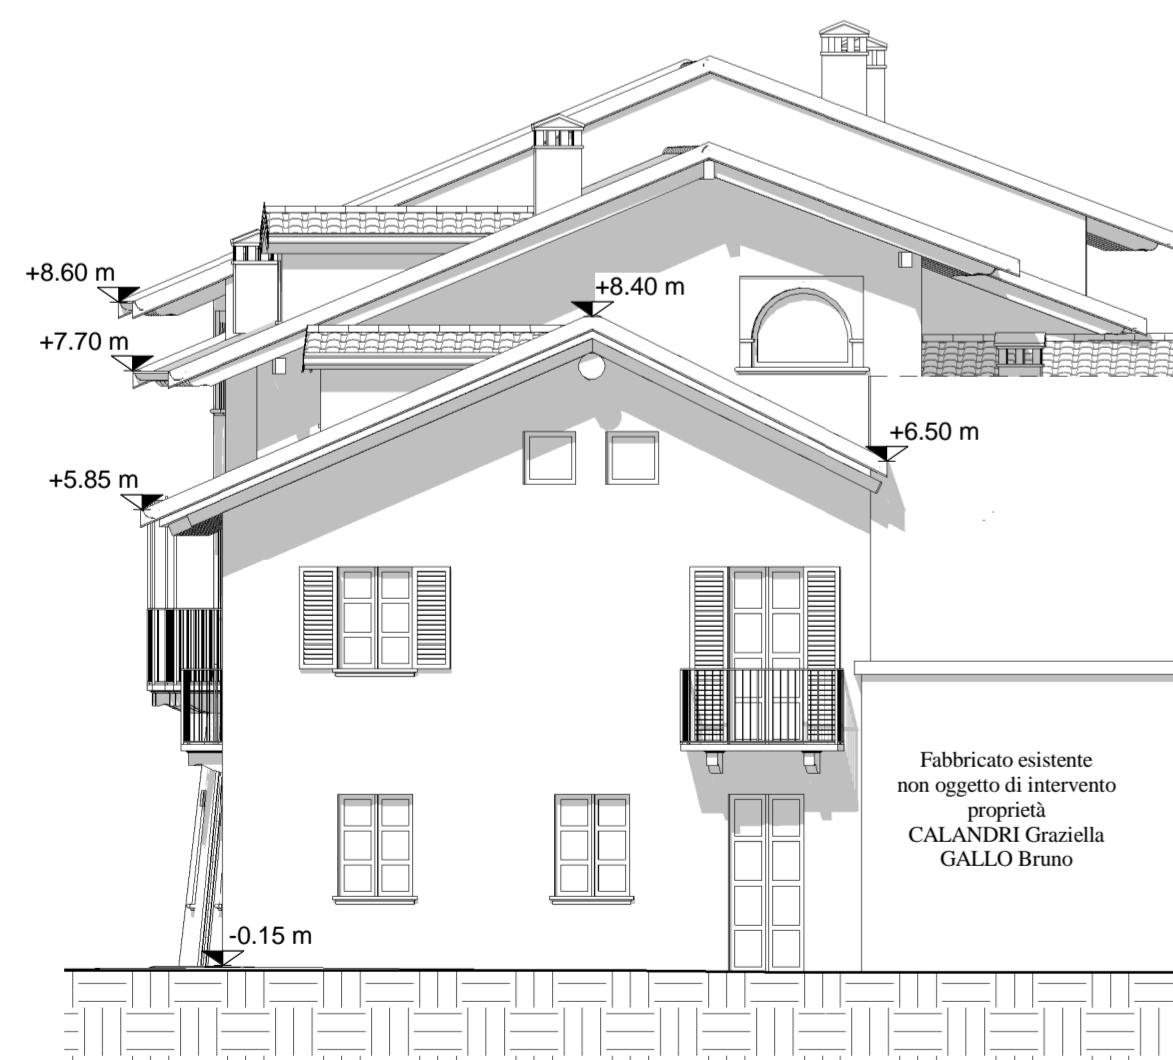 +8.60 m
+8.40 m
+7.70 m
+6.50 m
+5.85 m
Fabbricato esistente
non oggetto di intervento
proprietà
CALANDRI Graziella
GALLO Bruno
-0.15 m